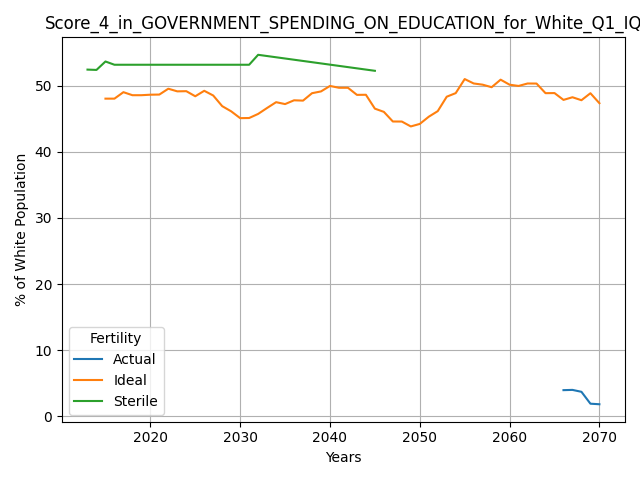 Score_4_in_GOVERNMENT_SPENDING_ON_EDUCATION_for_White_Q1_IQ
% of White Population
50
40
30
20
10
0
Fertility
Actual
Ideal
Sterile
2020 2030 2040 2050 2060 2070
Years